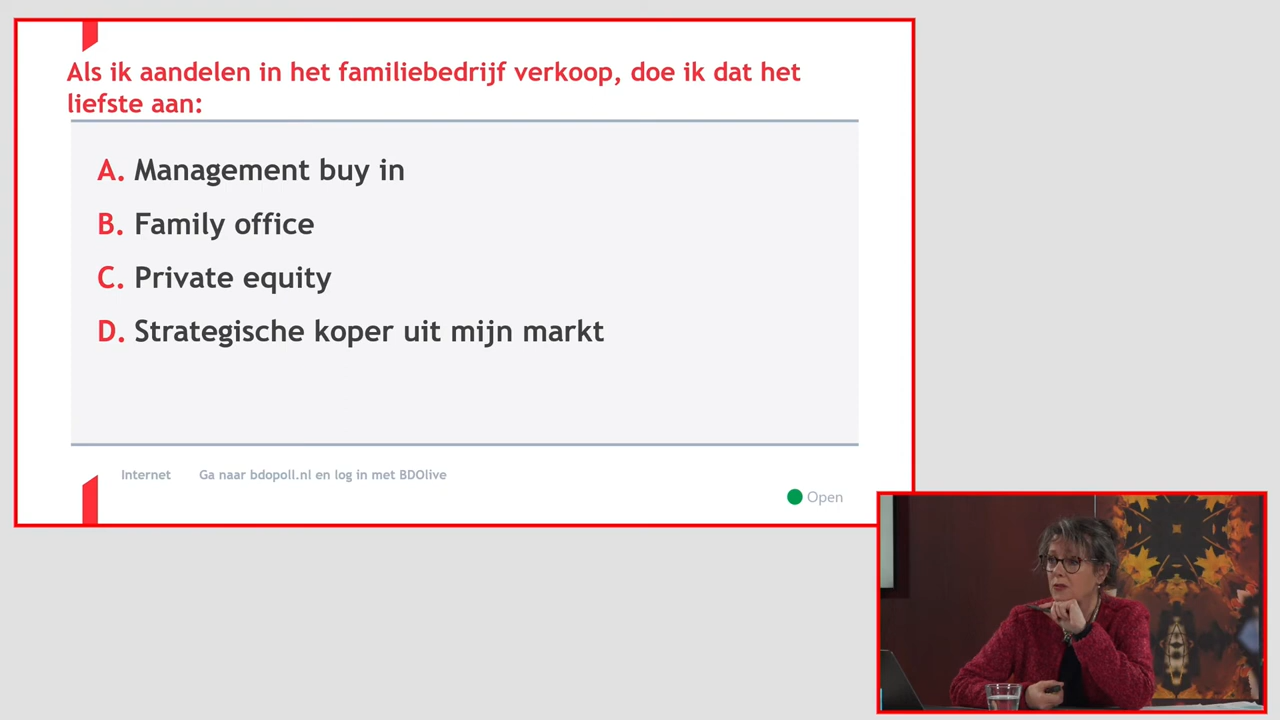 Als ik aandelen in het familiebedrijf verkoop, doe ik dat het
liefste aan:
A. Management buy in
B. Family office
C. Private equity
D. Strategische koper uit mijn markt
Internet Ga naar bdopoll.nl en log in met BDOlive
Open